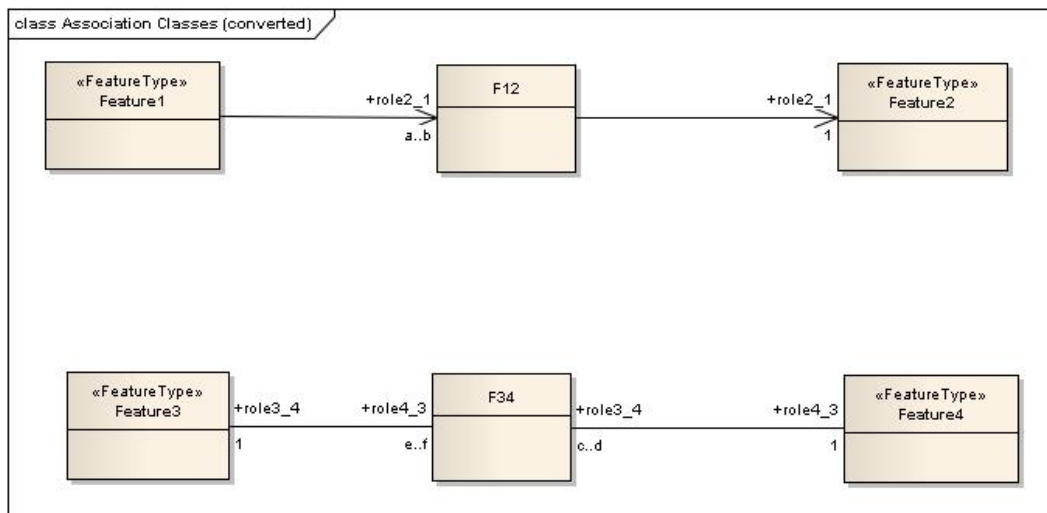 class Association Classes (converted)
«FeatureType»
Feature1
+role2_1
a..b
F12
+role2_1
1
«FeatureType»
Feature2
«FeatureType»
Feature3
+role3_4
1
+role4_3
e..f
F34
+role3_4
c..d
+role4_3
1
«FeatureType»
Feature4